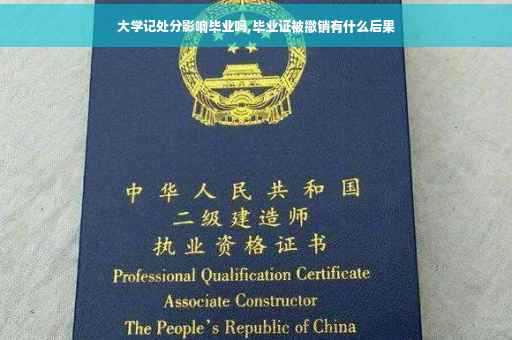 大学记处分影响毕业吗,毕业证被撤销有什么后果
中华人民共和国
二级建造师
执业资格证书
Professional Qualification Certificate
Associate Constructor
The People's Republic of China